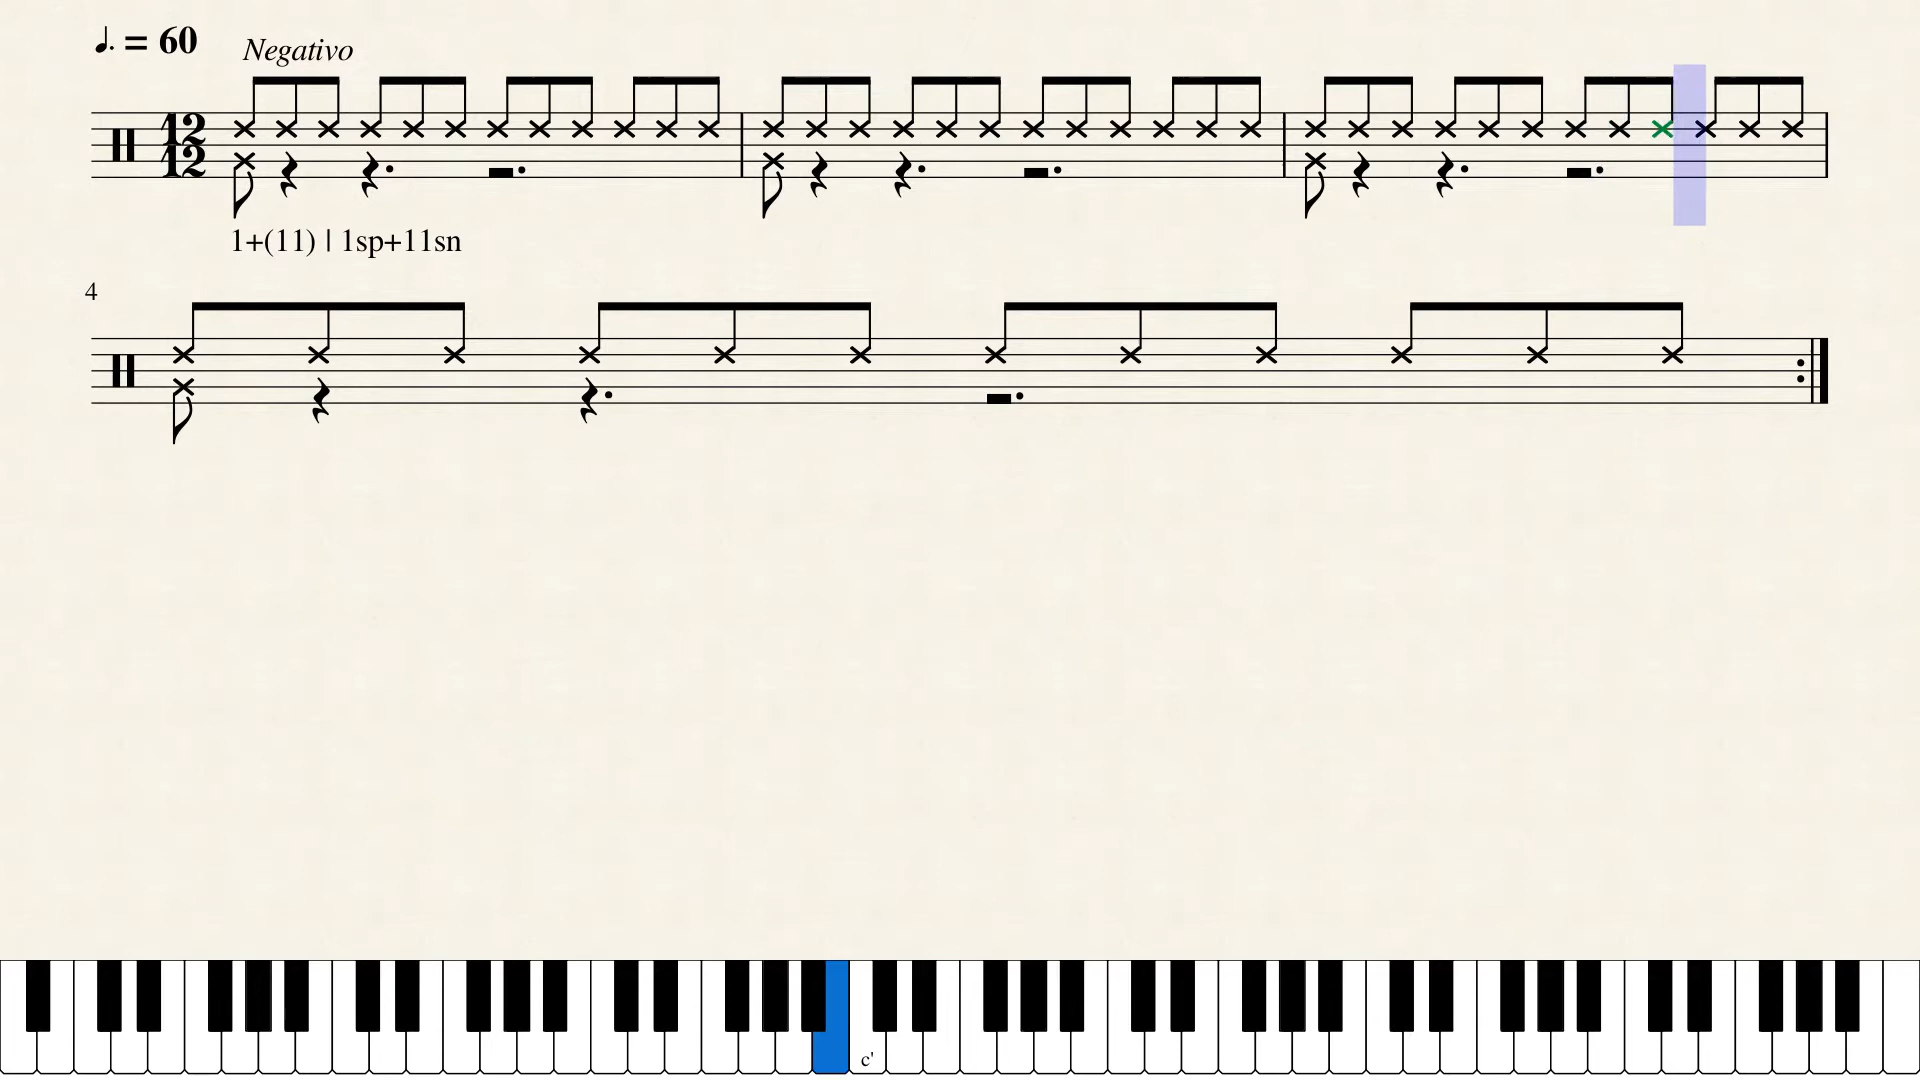 ♩. = 60
Negativo
12
12
1+(11) | 1sp+11sn
4
c'